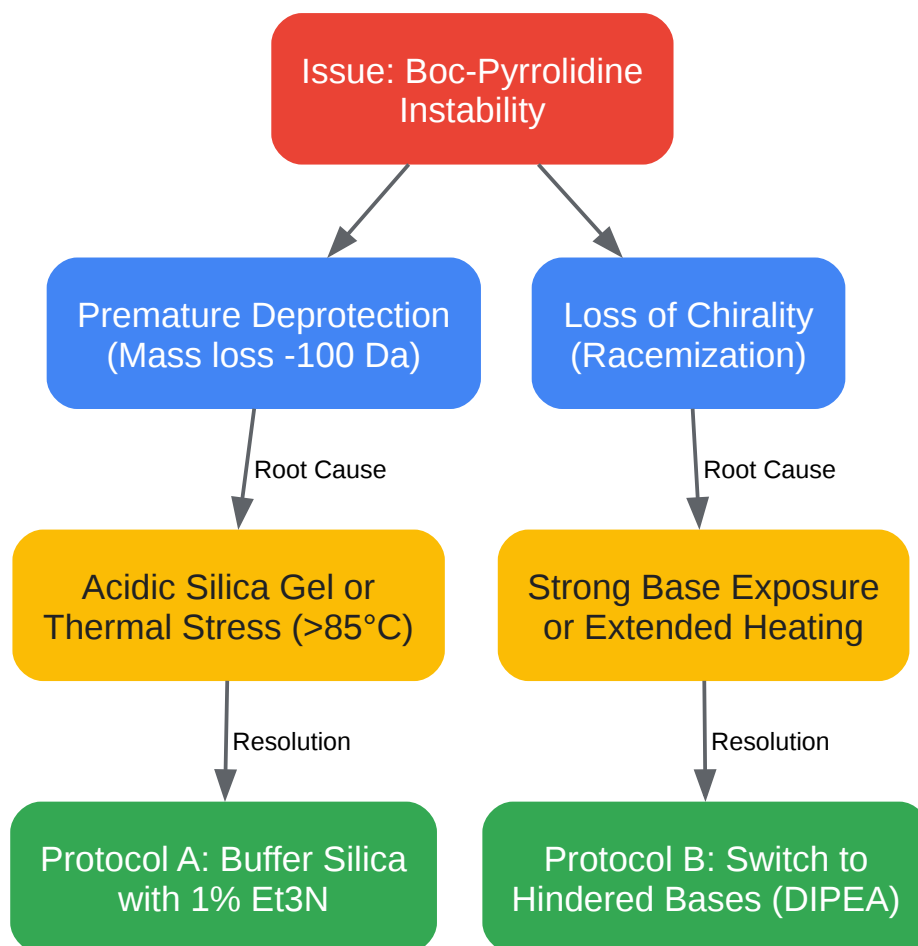 Issue: Boc-Pyrrolidine
Instability
Premature Deprotection
(Mass loss -100 Da)
Loss of Chirality
(Racemization)
Root Cause
Root Cause
Acidic Silica Gel or
Thermal Stress (>85°C)
Strong Base Exposure
or Extended Heating
Resolution
Resolution
Protocol A: Buffer Silica
with 1% Et3N
Protocol B: Switch to
Hindered Bases (DIPEA)